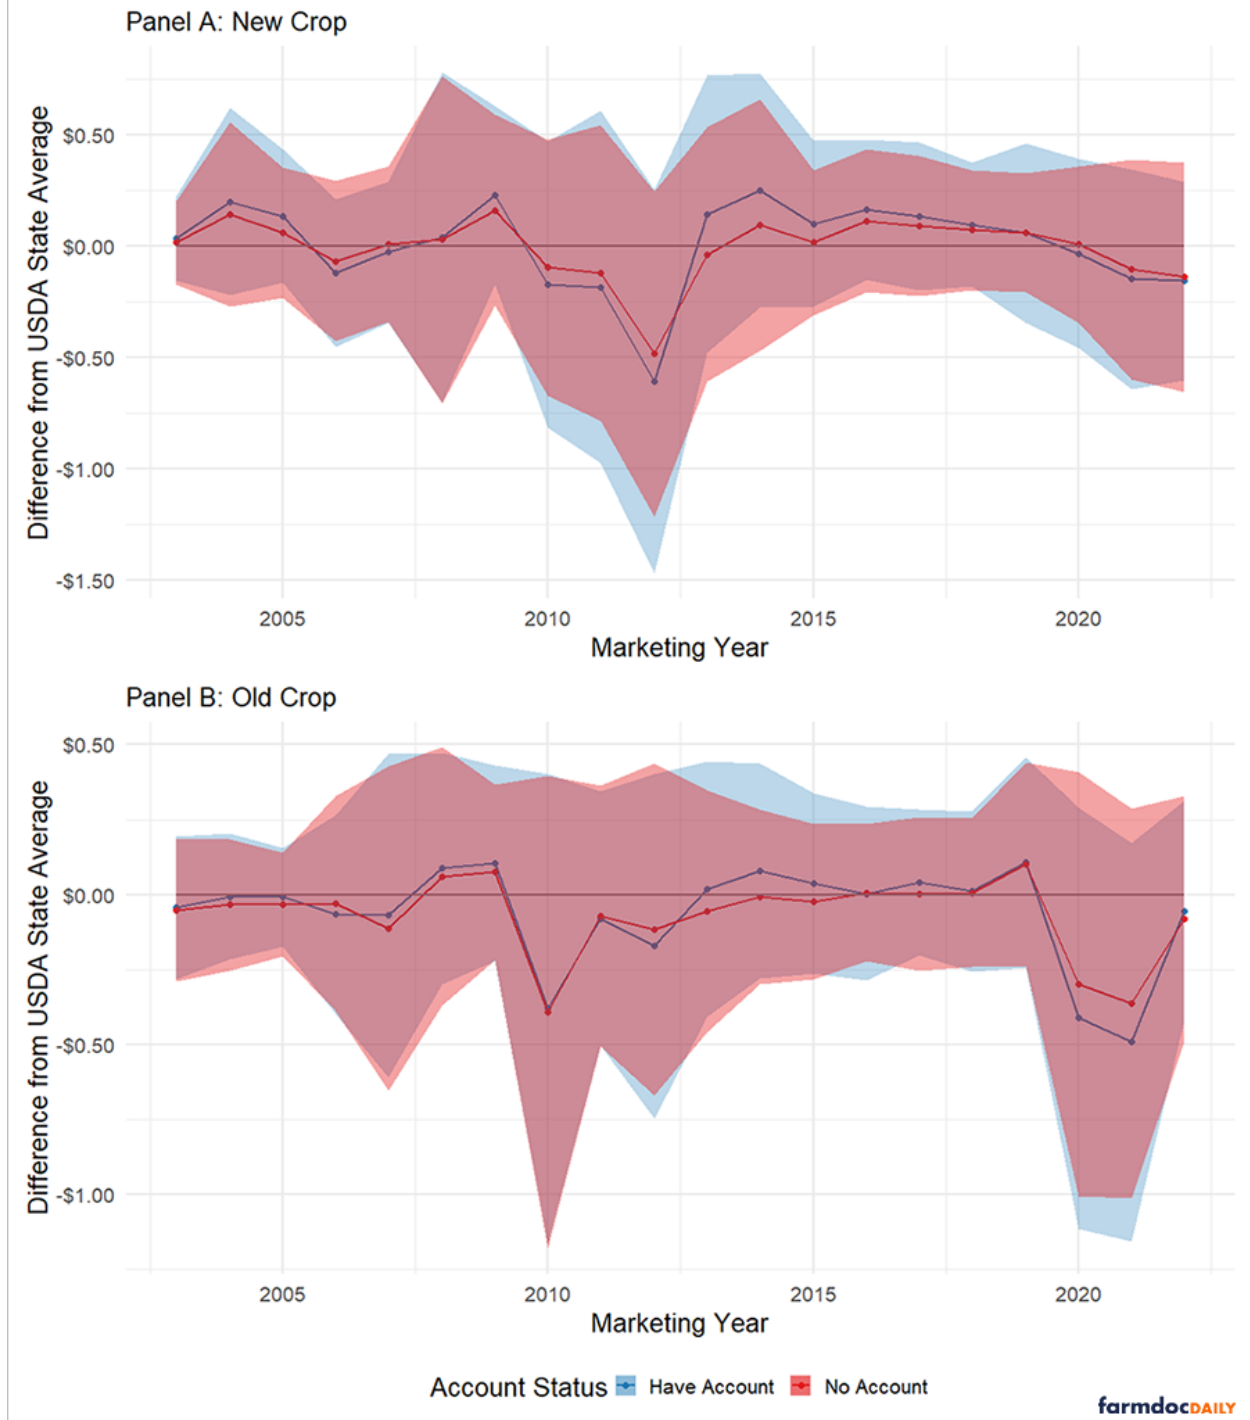 Panel A: New Crop
Difference from USDA State Average
$0.50
$0.00
-$0.50
-$1.00
-$1.50
2005 2010 2015 2020
Marketing Year
Panel B: Old Crop
Difference from USDA State Average
$0.50
$0.00
-$0.50
-$1.00
2005 2010 2015 2020
Marketing Year
Account Status Have Account No Account
farmdocDAILY